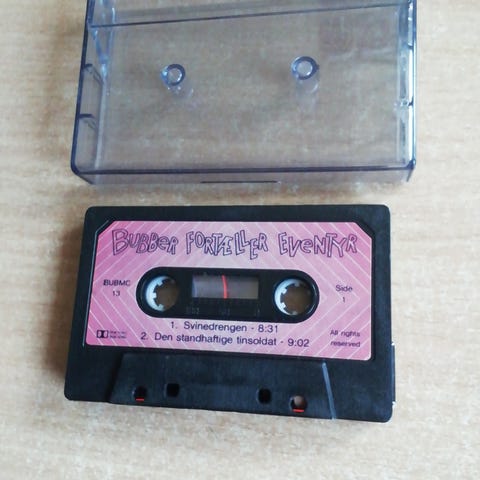 BUBBER FORTÆLLER EVENTYR
BUBMC
13
Side
1
1. Svinedrengen - 8:31
2. Den standhaftige tinsoldat - 9:02
All rights
reserved